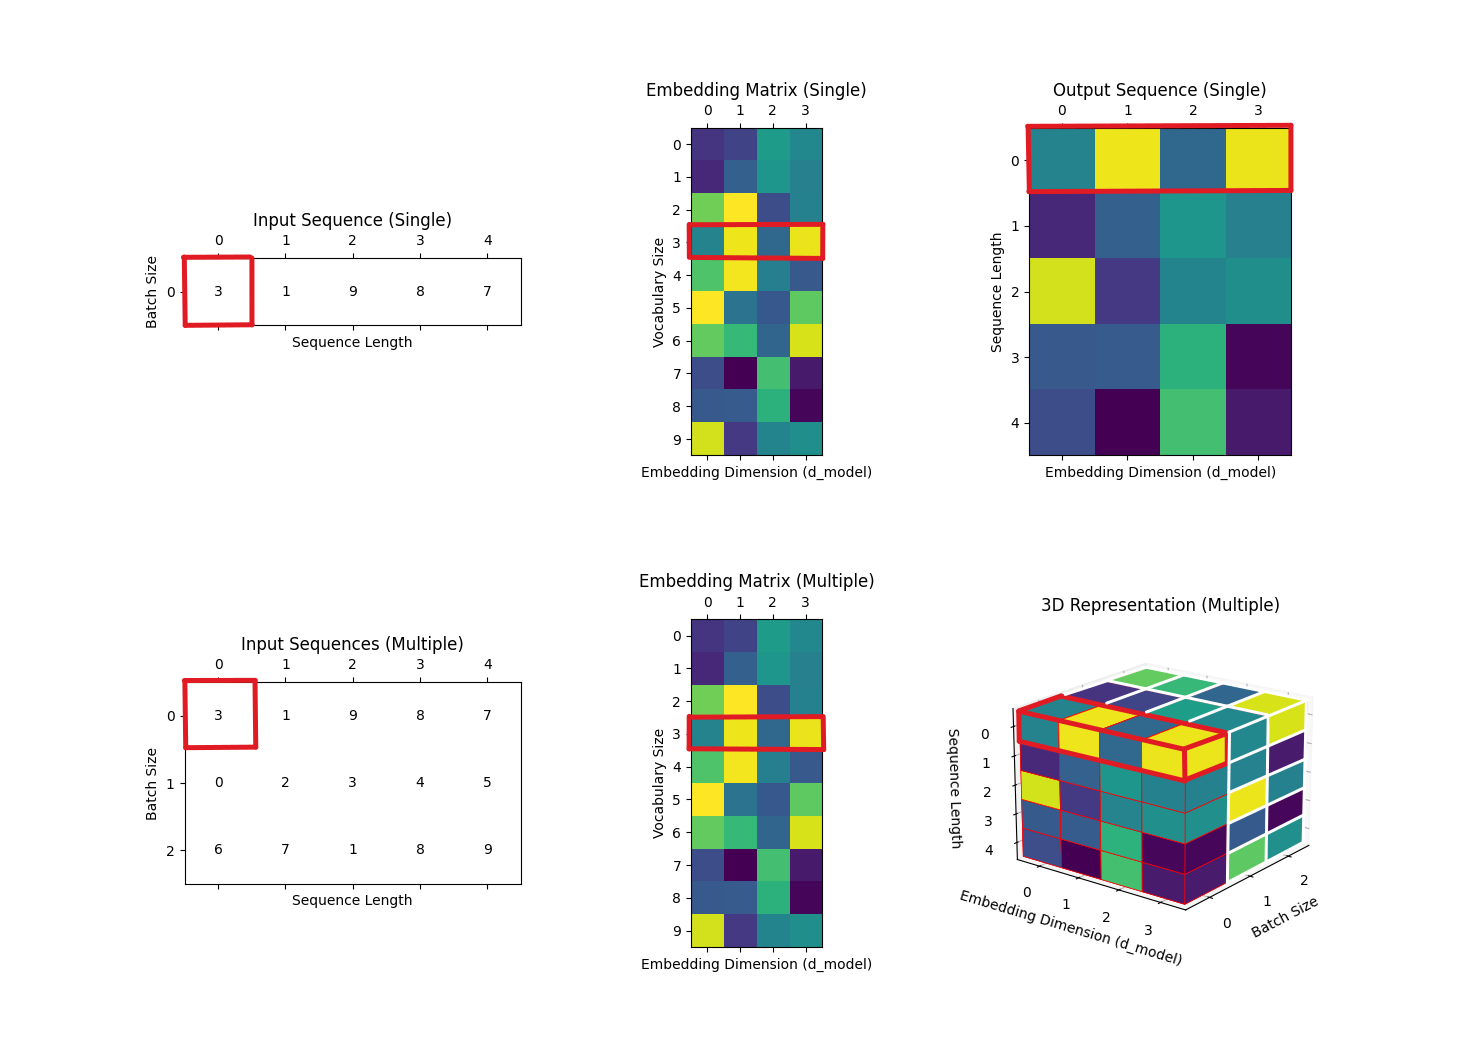 Embedding Matrix (Single)
0 1 2 3
0
1
2
3
4
5
6
7
8
9
Vocabulary Size
Embedding Dimension (d_model)
Output Sequence (Single)
0 1 2 3
0
1
2
3
4
Sequence Length
Embedding Dimension (d_model)
Input Sequence (Single)
0 1 2 3 4
Batch Size
0 3 1 9 8 7
Sequence Length
Embedding Matrix (Multiple)
0 1 2 3
0
1
2
3
4
5
6
7
8
9
Vocabulary Size
Embedding Dimension (d_model)
3D Representation (Multiple)
0
1
2
3
4
Sequence Length
0 1 2 3
Embedding Dimension (d_model)
0 1 2
Batch Size
Input Sequences (Multiple)
0 1 2 3 4
0 3 1 9 8 7
1 0 2 3 4 5
2 6 7 1 8 9
Batch Size
Sequence Length